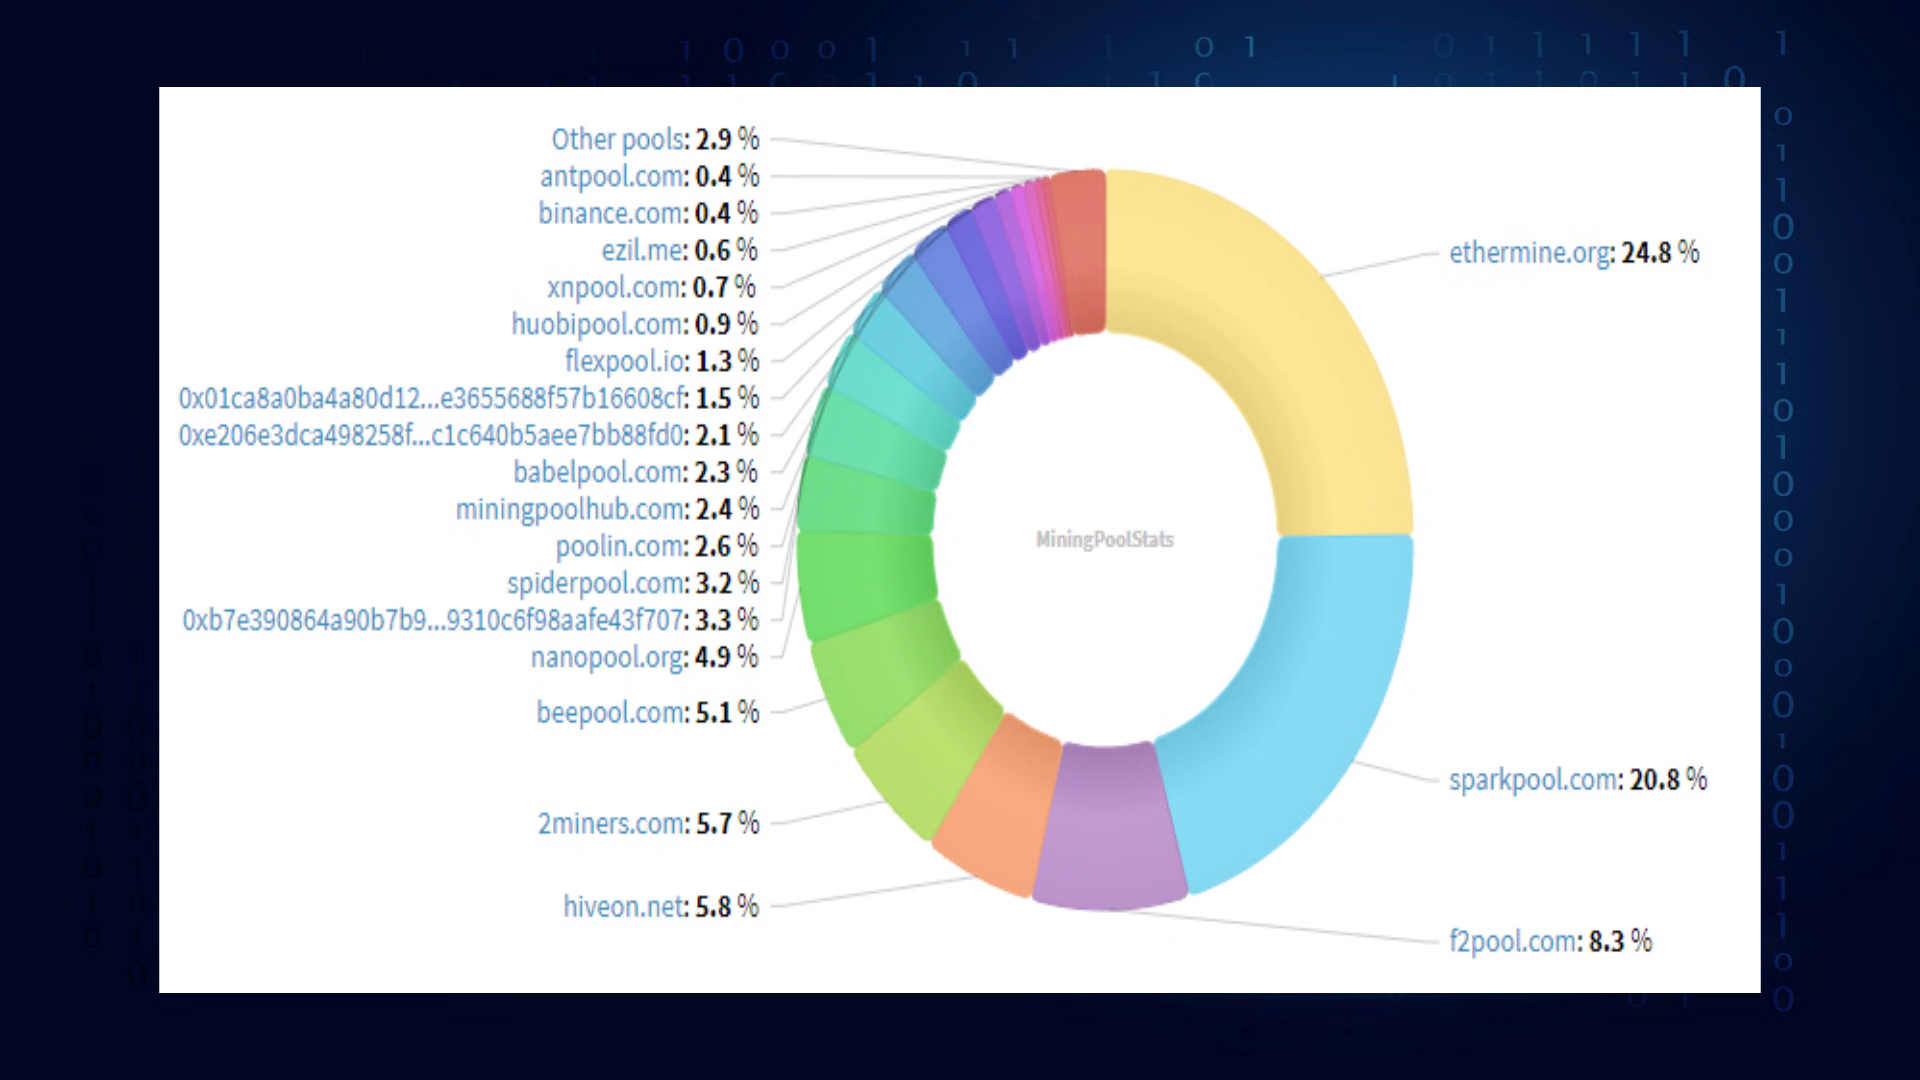 Other pools: 2.9 %
antpool.com: 0.4 %
binance.com: 0.4 %
ezil.me: 0.6 %
xnpool.com: 0.7 %
huobipool.com: 0.9 %
flexpool.io: 1.3 %
0x01ca8a0ba4a80d12...e3655688f57b16608cf: 1.5 %
0xe206e3dca498258f...c1c640b5aee7bb88fd0: 2.1 %
babelpool.com: 2.3 %
miningpoolhub.com: 2.4 %
poolin.com: 2.6 %
spiderpool.com: 3.2 %
0xb7e390864a90b7b9...9310c6f98aafe43f707: 3.3 %
nanopool.org: 4.9 %
beepool.com: 5.1 %
2miners.com: 5.7 %
hiveon.net: 5.8 %
MiningPoolStats
ethermine.org: 24.8 %
sparkpool.com: 20.8 %
f2pool.com: 8.3 %